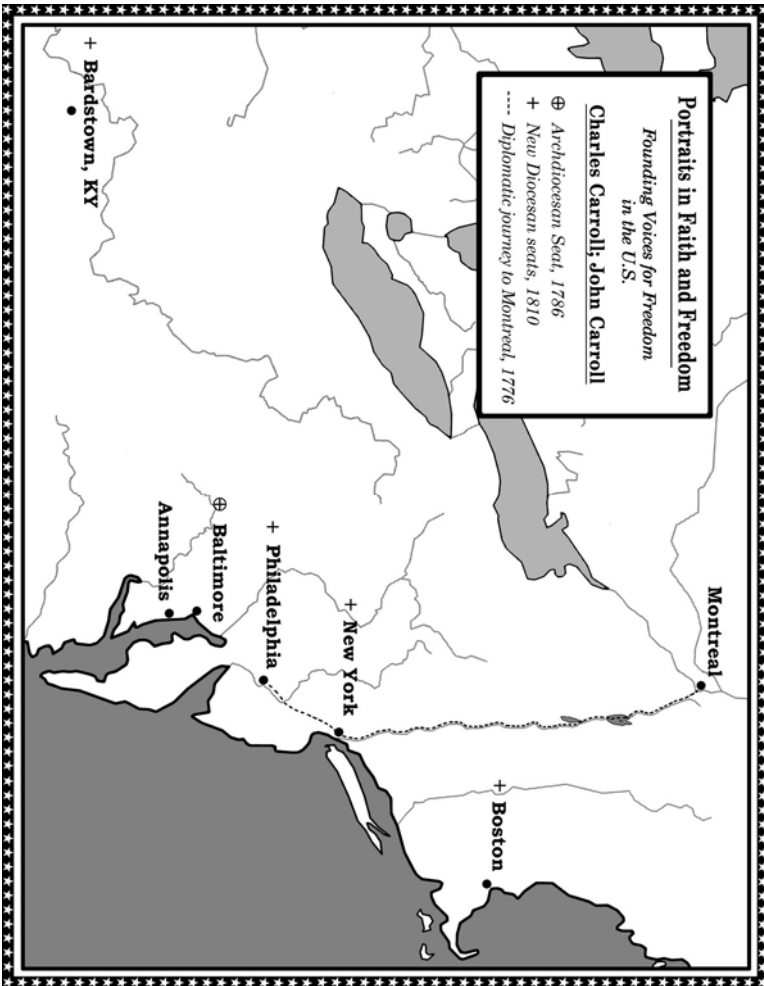 Portraits in Faith and Freedom
Founding Voices for Freedom
in the U.S.
Charles Carroll; John Carroll
⊕ Archdiocesan Seat, 1786
+ New Diocesan seats, 1810
---- Diplomatic journey to Montreal, 1776
Montreal
+ Boston
+ New York
+ Philadelphia
⊕ Baltimore
Annapolis
+ Bardstown, KY